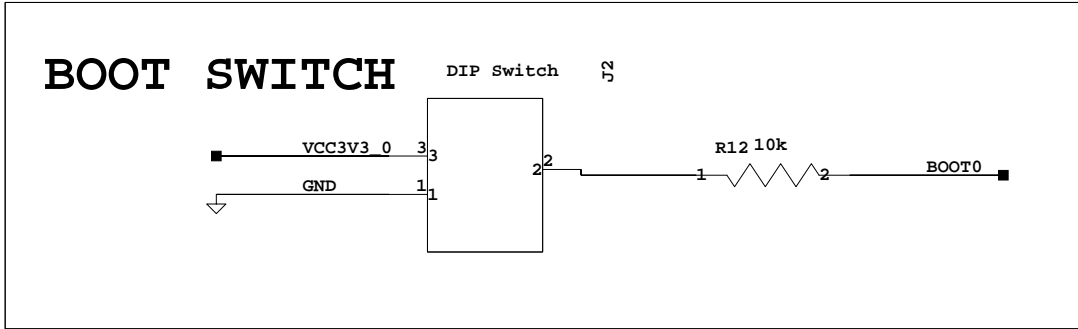 BOOT SWITCH
DIP Switch
J2
VCC3V3_0
3
3
GND
1
1
2
2
R12
10k
1
2
BOOT0